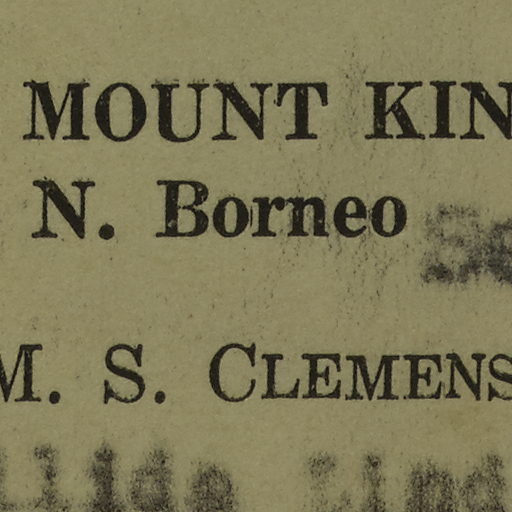 MOUNT KIN
N. Borneo
M. S. CLEMENS